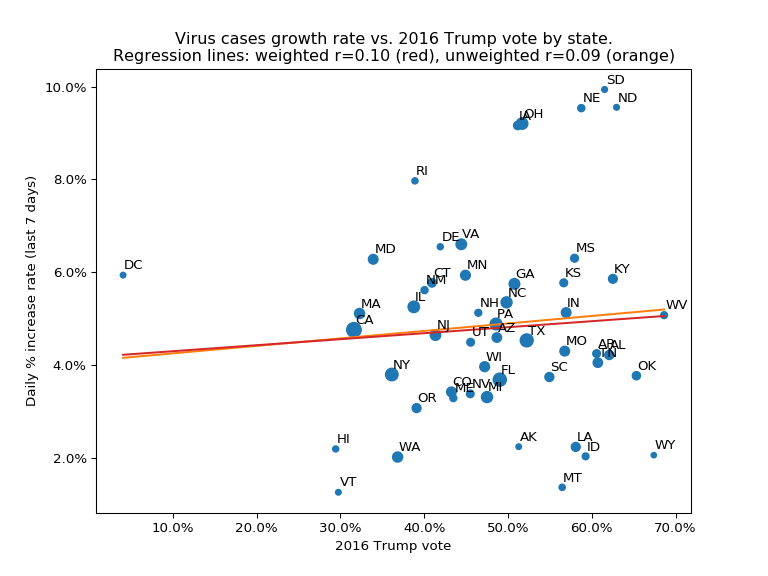 Virus cases growth rate vs. 2016 Trump vote by state.
Regression lines: weighted r=0.10 (red), unweighted r=0.09 (orange)
Daily % increase rate (last 7 days)
10.0%
8.0%
6.0%
4.0%
2.0%
SD
NE
ND
IA
OH
RI
DE
VA
MD
MS
DC
CT
MN
NM
GA
KS
KY
IL
NC
MA
NH
IN
WV
CA
PA
NJ
UT
AZ
TX
MO
AR
AL
TN
NY
WI
FL
SC
OK
CO
ME
NV
MI
OR
HI
WA
AK
LA
ID
WY
VT
MT
10.0%
20.0%
30.0%
40.0%
50.0%
60.0%
70.0%
2016 Trump vote